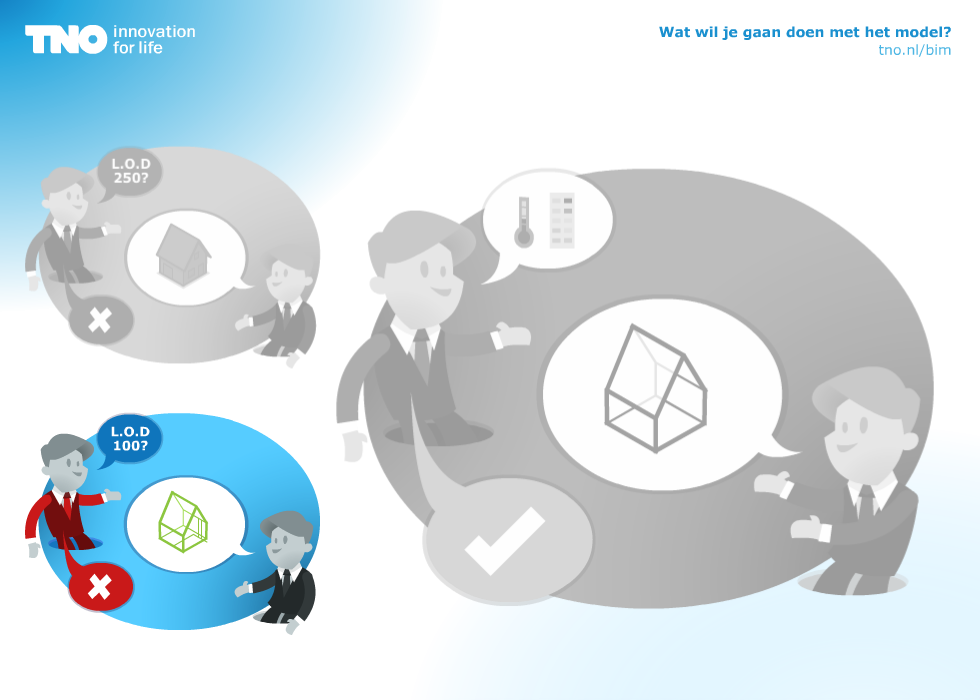 TNO innovation
for life
Wat wil je gaan doen met het model?
tno.nl/bim
L.O.D
250?
L.O.D
100?